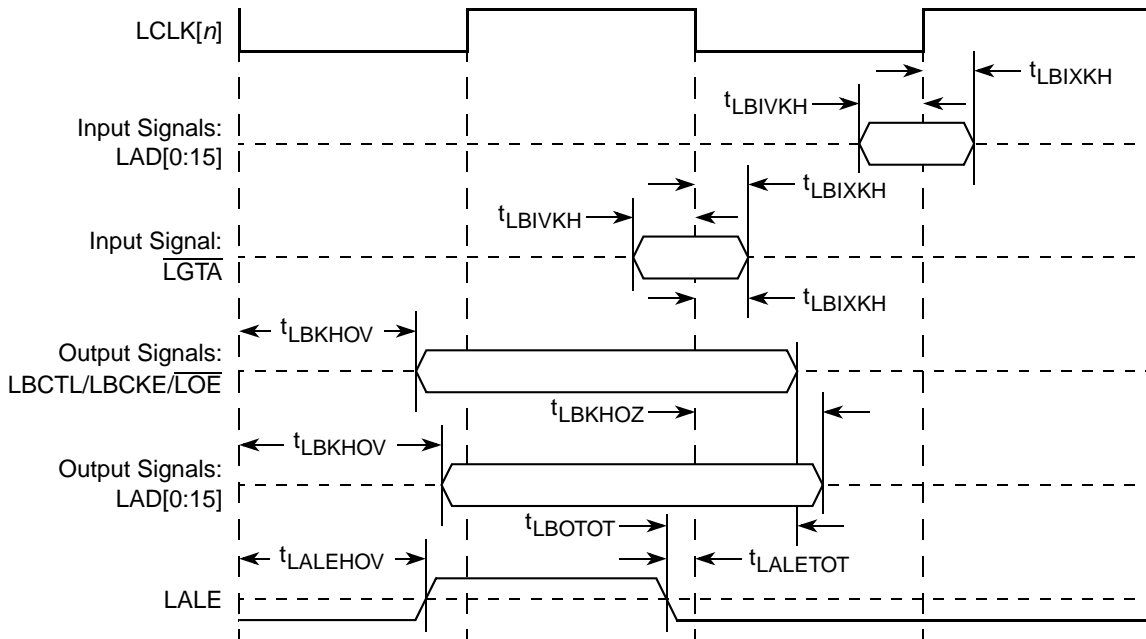 LCLK[n]
tLBIXKH
tLBIVKH
Input Signals:
LAD[0:15]
tLBIXKH
tLBIVKH
Input Signal:
LGTA
tLBIXKH
tLBKHOV
Output Signals:
LBCTL/LBCKE/LOE
tLBKHOZ
tLBKHOV
Output Signals:
LAD[0:15]
tLBOTOT
tLALEHOV
tLALETOT
LALE